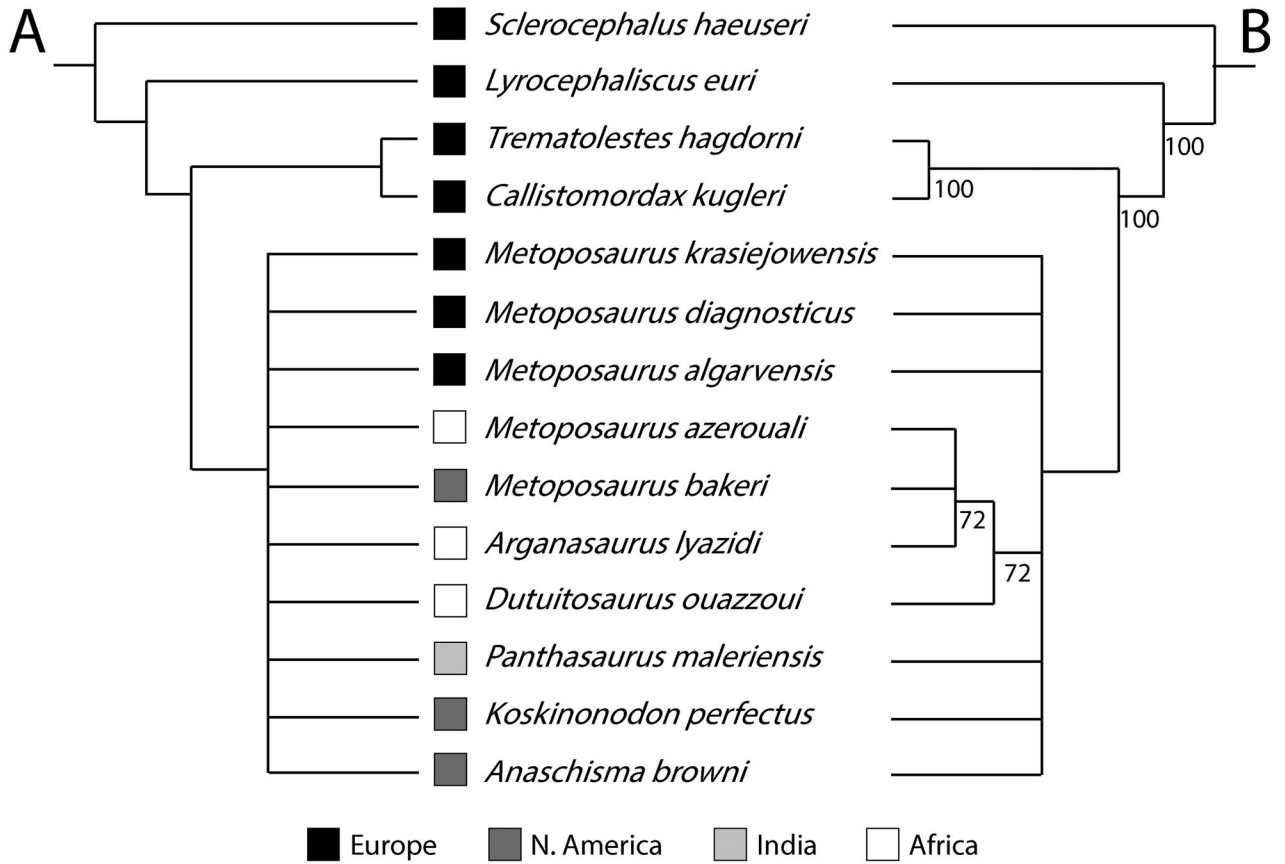 A
B
Sclerocephalus haeuseri
Lyrocephaliscus euri
100
Trematolestes hagdorni
Callistomordax kugleri
100
100
Metoposaurus krasiejowensis
Metoposaurus diagnosticus
Metoposaurus algarvensis
Metoposaurus azerouali
Metoposaurus bakeri
72
Arganasaurus lyazidi
72
Dutuitosaurus ouazzoui
Panthasaurus maleriensis
Koskinonodon perfectus
Anaschisma browni
Europe
N. America
India
Africa